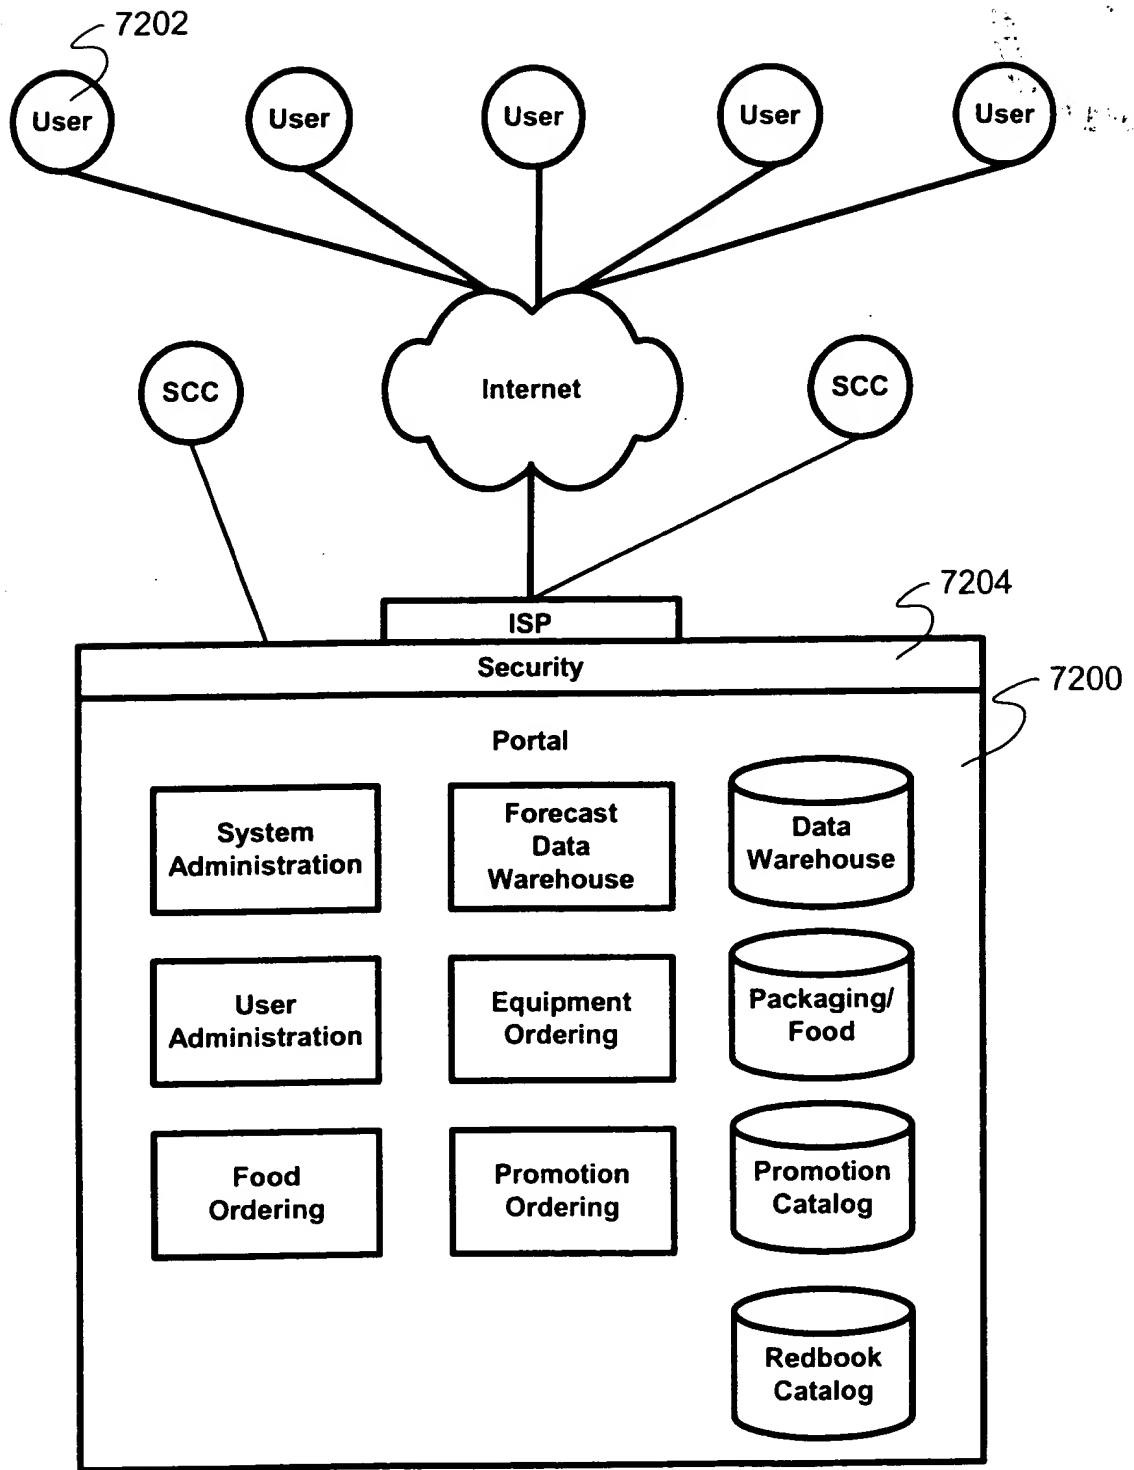 7202
User
User
User
User
User
Internet
SCC
SCC
ISP
7204
Security
7200
Portal
System
Administration
Forecast
Data
Warehouse
Data
Warehouse
User
Administration
Equipment
Ordering
Packaging/
Food
Food
Ordering
Promotion
Ordering
Promotion
Catalog
Redbook
Catalog